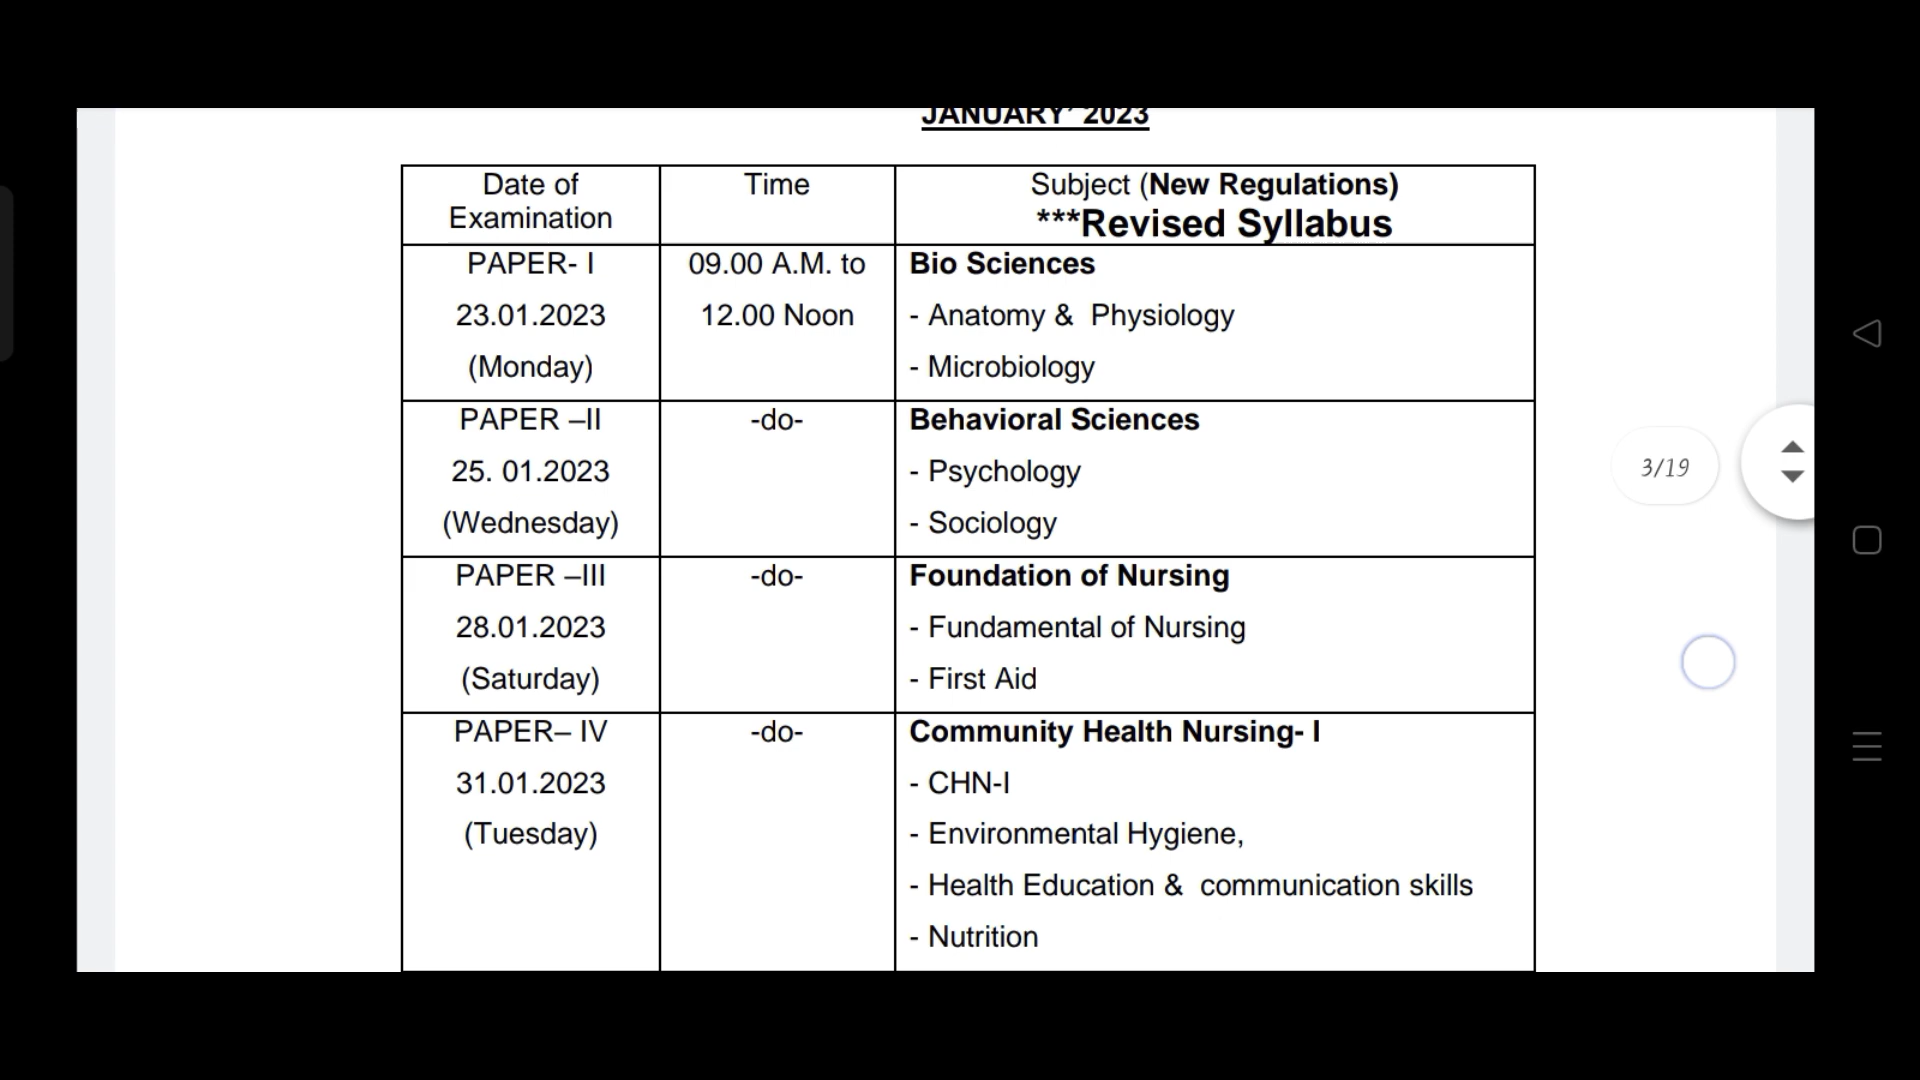 JANUARY' 2023
Date of Time Subject (New Regulations)
Examination ***Revised Syllabus
PAPER- I 09.00 A.M. to Bio Sciences
23.01.2023 12.00 Noon - Anatomy & Physiology
(Monday) - Microbiology
PAPER –II -do- Behavioral Sciences
25. 01.2023 - Psychology
(Wednesday) - Sociology
PAPER –III -do- Foundation of Nursing
28.01.2023 - Fundamental of Nursing
(Saturday) - First Aid
PAPER– IV -do- Community Health Nursing- I
31.01.2023 - CHN-I
(Tuesday) - Environmental Hygiene,
- Health Education & communication skills
- Nutrition
3/19